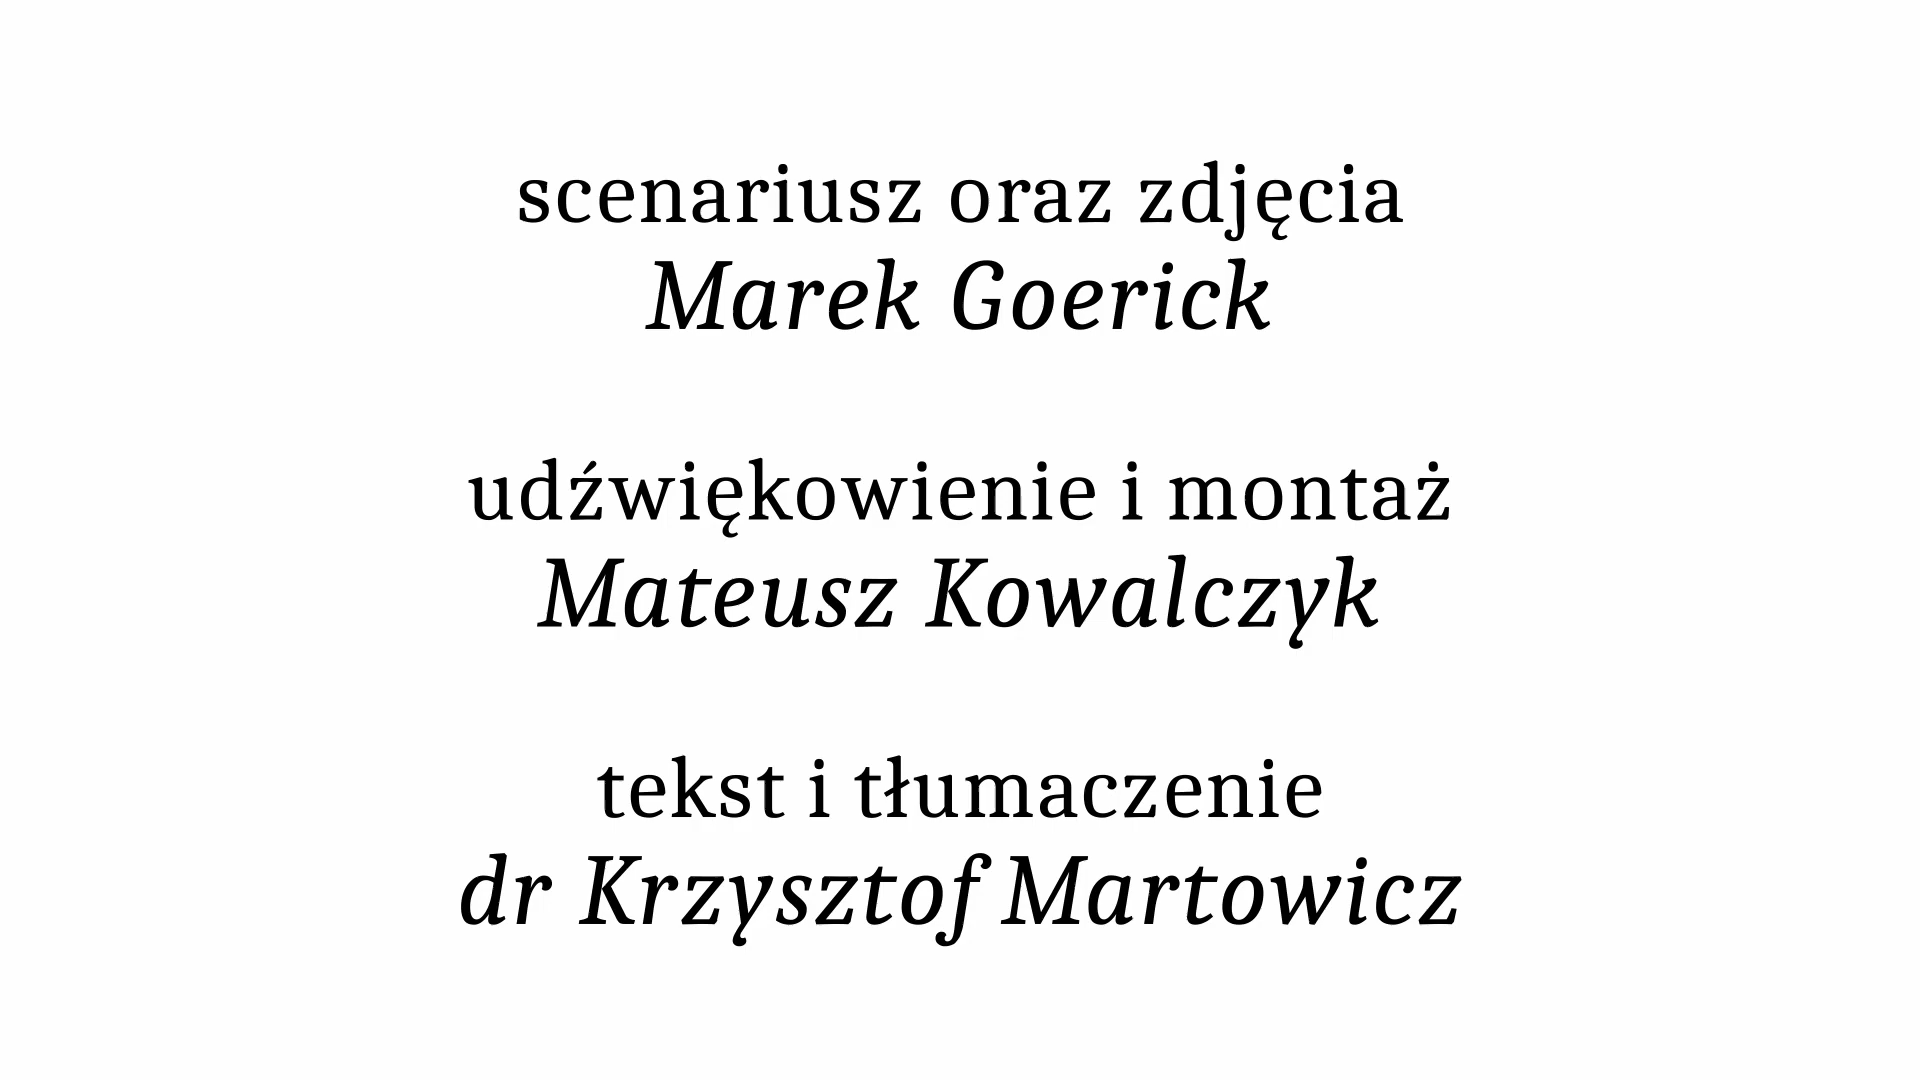 scenariusz oraz zdjęcia
Marek Goerick
udźwiękowienie i montaż
Mateusz Kowalczyk
tekst i tłumaczenie
dr Krzysztof Martowicz